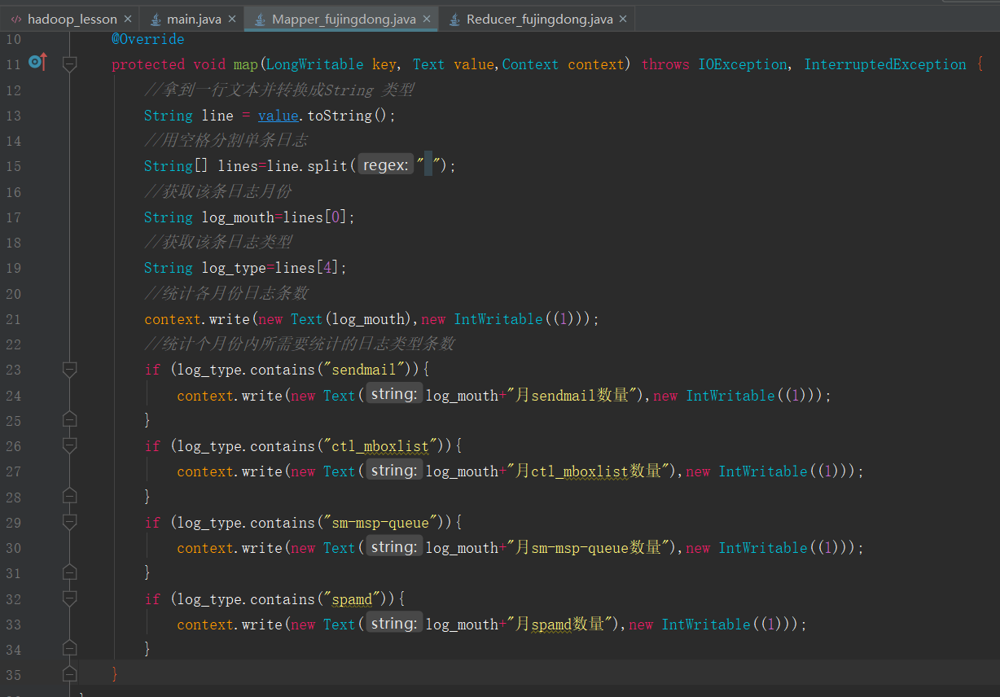 hadoop_lesson × main.java × Mapper_fujingdong.java × Reducer_fujingdong.java ×
10 @Override
11 protected void map(LongWritable key, Text value,Context context) throws IOException, InterruptedException {
12 //拿到一行文本并转换成String 类型
13 String line = value.toString();
14 //用空格分割单条日志
15 String[] lines=line.split( regex: " ");
16 //获取该条日志月份
17 String log_mouth=lines[0];
18 //获取该条日志类型
19 String log_type=lines[4];
20 //统计各月份日志条数
21 context.write(new Text(log_mouth),new IntWritable((1)));
22 //统计个月份内所需要统计的日志类型条数
23 if (log_type.contains("sendmail")){
24 context.write(new Text( string: log_mouth+"月sendmail数量"),new IntWritable((1)));
25 }
26 if (log_type.contains("ctl_mboxlist")){
27 context.write(new Text( string: log_mouth+"月ctl_mboxlist数量"),new IntWritable((1)));
28 }
29 if (log_type.contains("sm-msp-queue")){
30 context.write(new Text( string: log_mouth+"月sm-msp-queue数量"),new IntWritable((1)));
31 }
32 if (log_type.contains("spamd")){
33 context.write(new Text( string: log_mouth+"月spamd数量"),new IntWritable((1)));
34 }
35 }